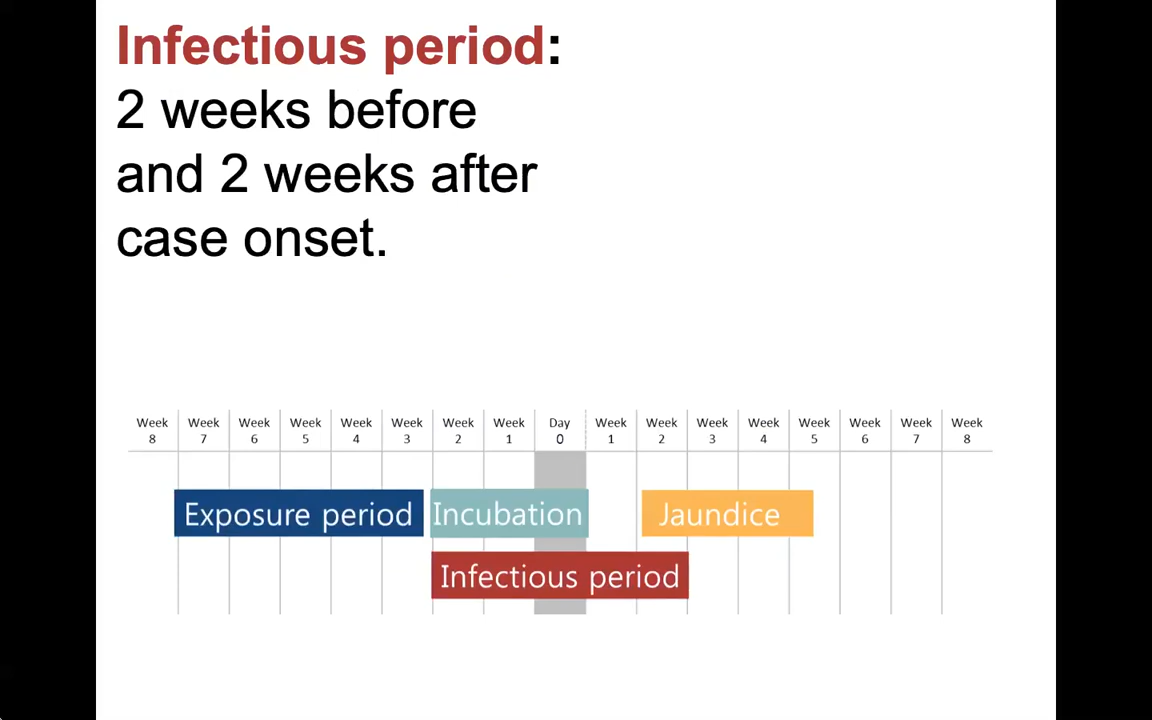 Infectious period:
2 weeks before
and 2 weeks after
case onset.
Week 8 Week 7 Week 6 Week 5 Week 4 Week 3 Week 2 Week 1 Day 0 Week 1 Week 2 Week 3 Week 4 Week 5 Week 6 Week 7 Week 8
Exposure period Incubation Jaundice
Infectious period